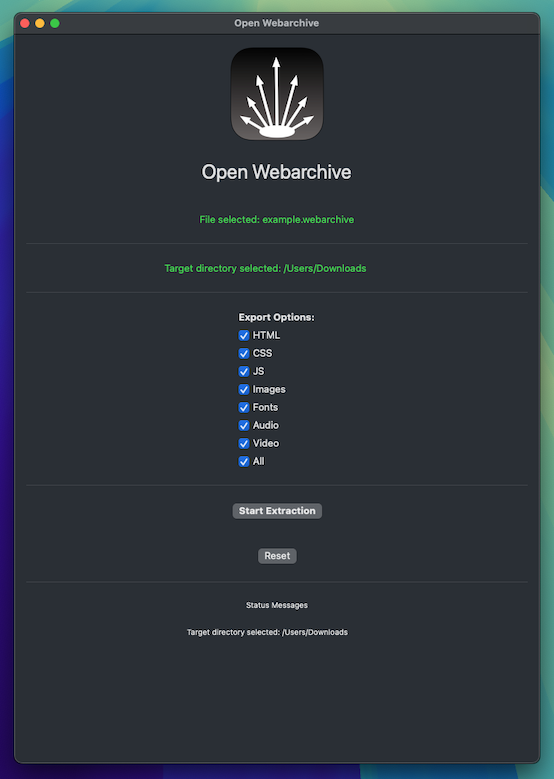 Open Webarchive
Open Webarchive
File selected: example.webarchive
Target directory selected: /Users/Downloads
Export Options:
HTML
CSS
JS
Images
Fonts
Audio
Video
All
Start Extraction
Reset
Status Messages
Target directory selected: /Users/Downloads